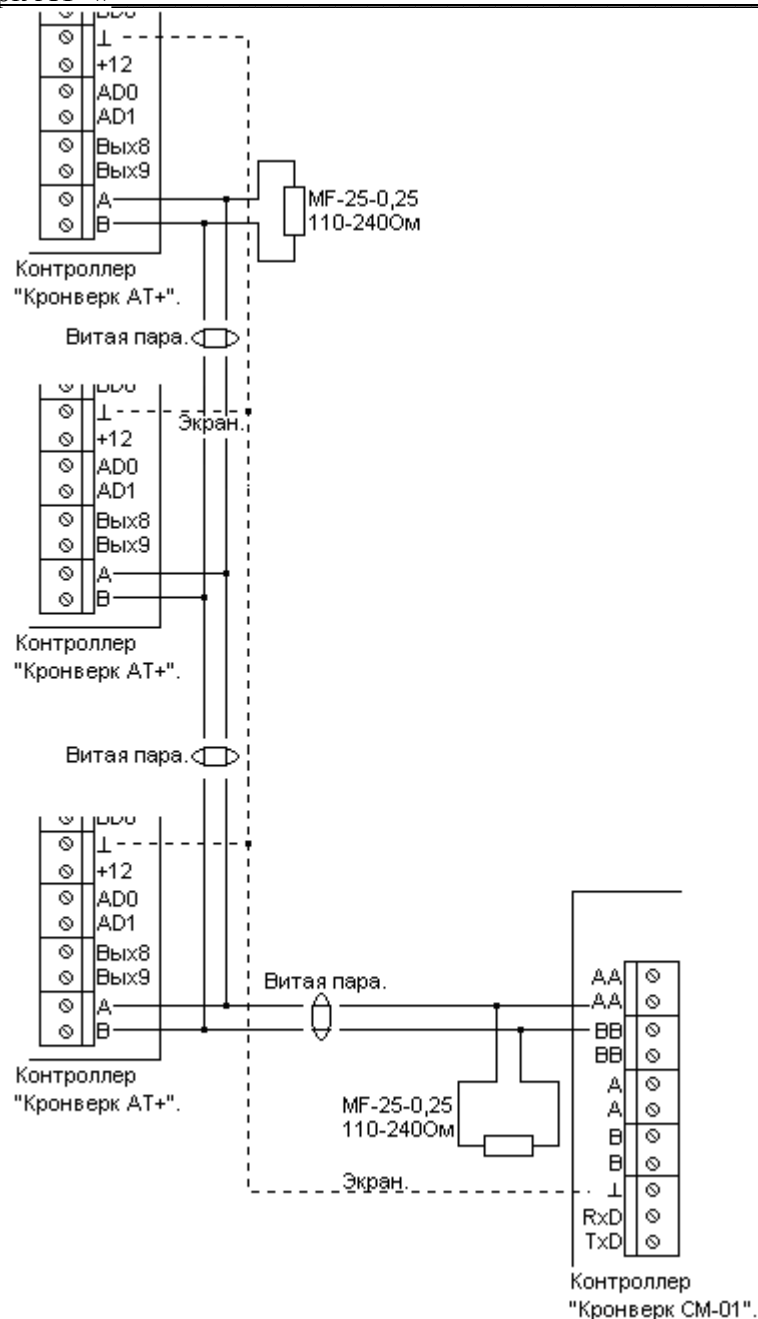 ⊥
+12
AD0
AD1
Вых8
Вых9
A
B
MF-25-0,25
110-240Ом
Контроллер
"Кронверк АТ+".
Витая пара.
⊥
Экран.
+12
AD0
AD1
Вых8
Вых9
A
B
Контроллер
"Кронверк АТ+".
Витая пара.
⊥
+12
AD0
AD1
Вых8
Вых9
A
B
Контроллер
"Кронверк АТ+".
Витая пара.
MF-25-0,25
110-240Ом
Экран.
AA
AA
BB
BB
A
A
B
B
⊥
RxD
TxD
Контроллер
"Кронверк СМ-01".